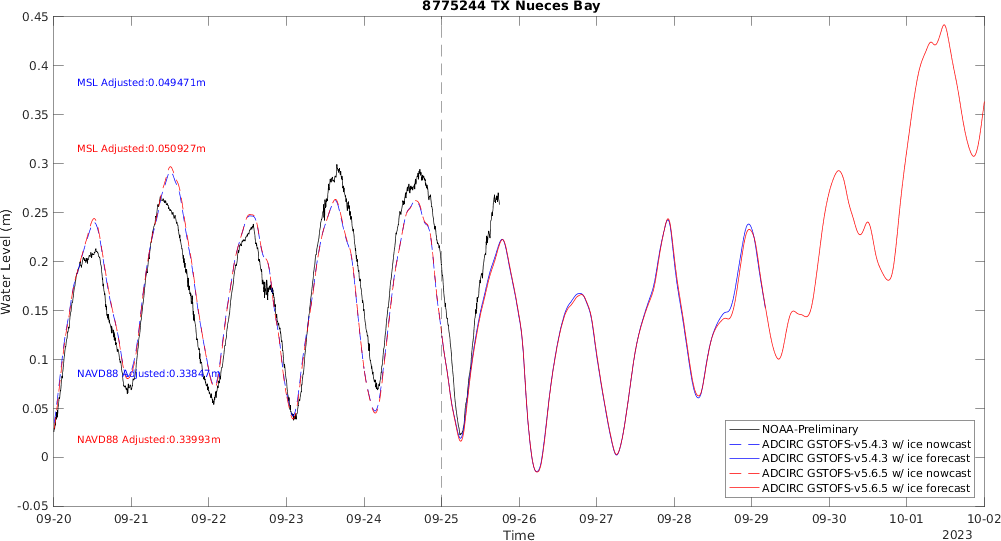 8775244 TX Nueces Bay
0.45
0.4
0.35
0.3
0.25
0.2
0.15
0.1
0.05
0
-0.05
Water Level (m)
MSL Adjusted:0.049471m
MSL Adjusted:0.050927m
NAVD88 Adjusted:0.33847m
NAVD88 Adjusted:0.33993m
NOAA-Preliminary
ADCIRC GSTOFS-v5.4.3 w/ ice nowcast
ADCIRC GSTOFS-v5.4.3 w/ ice forecast
ADCIRC GSTOFS-v5.6.5 w/ ice nowcast
ADCIRC GSTOFS-v5.6.5 w/ ice forecast
09-20 09-21 09-22 09-23 09-24 09-25 09-26 09-27 09-28 09-29 09-30 10-01 10-02
Time
2023